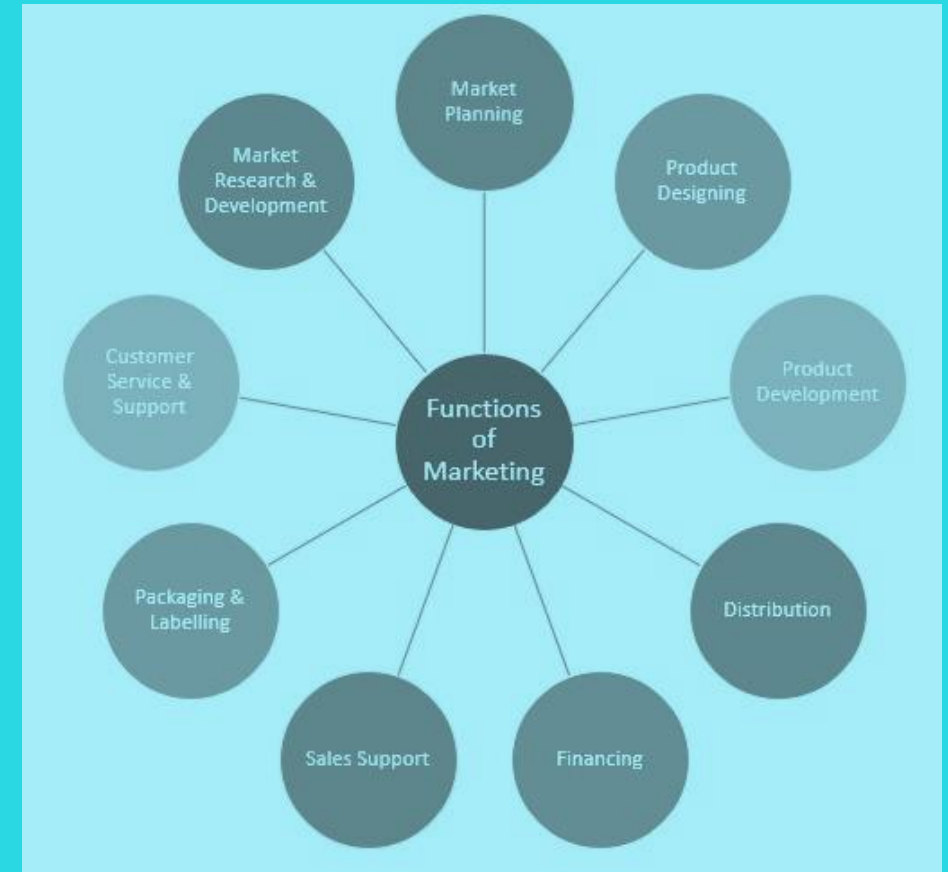 Market
Planning
Product
Designing
Product
Development
Distribution
Financing
Sales Support
Packaging &
Labelling
Customer
Service &
Support
Market
Research &
Development
Functions
of
Marketing